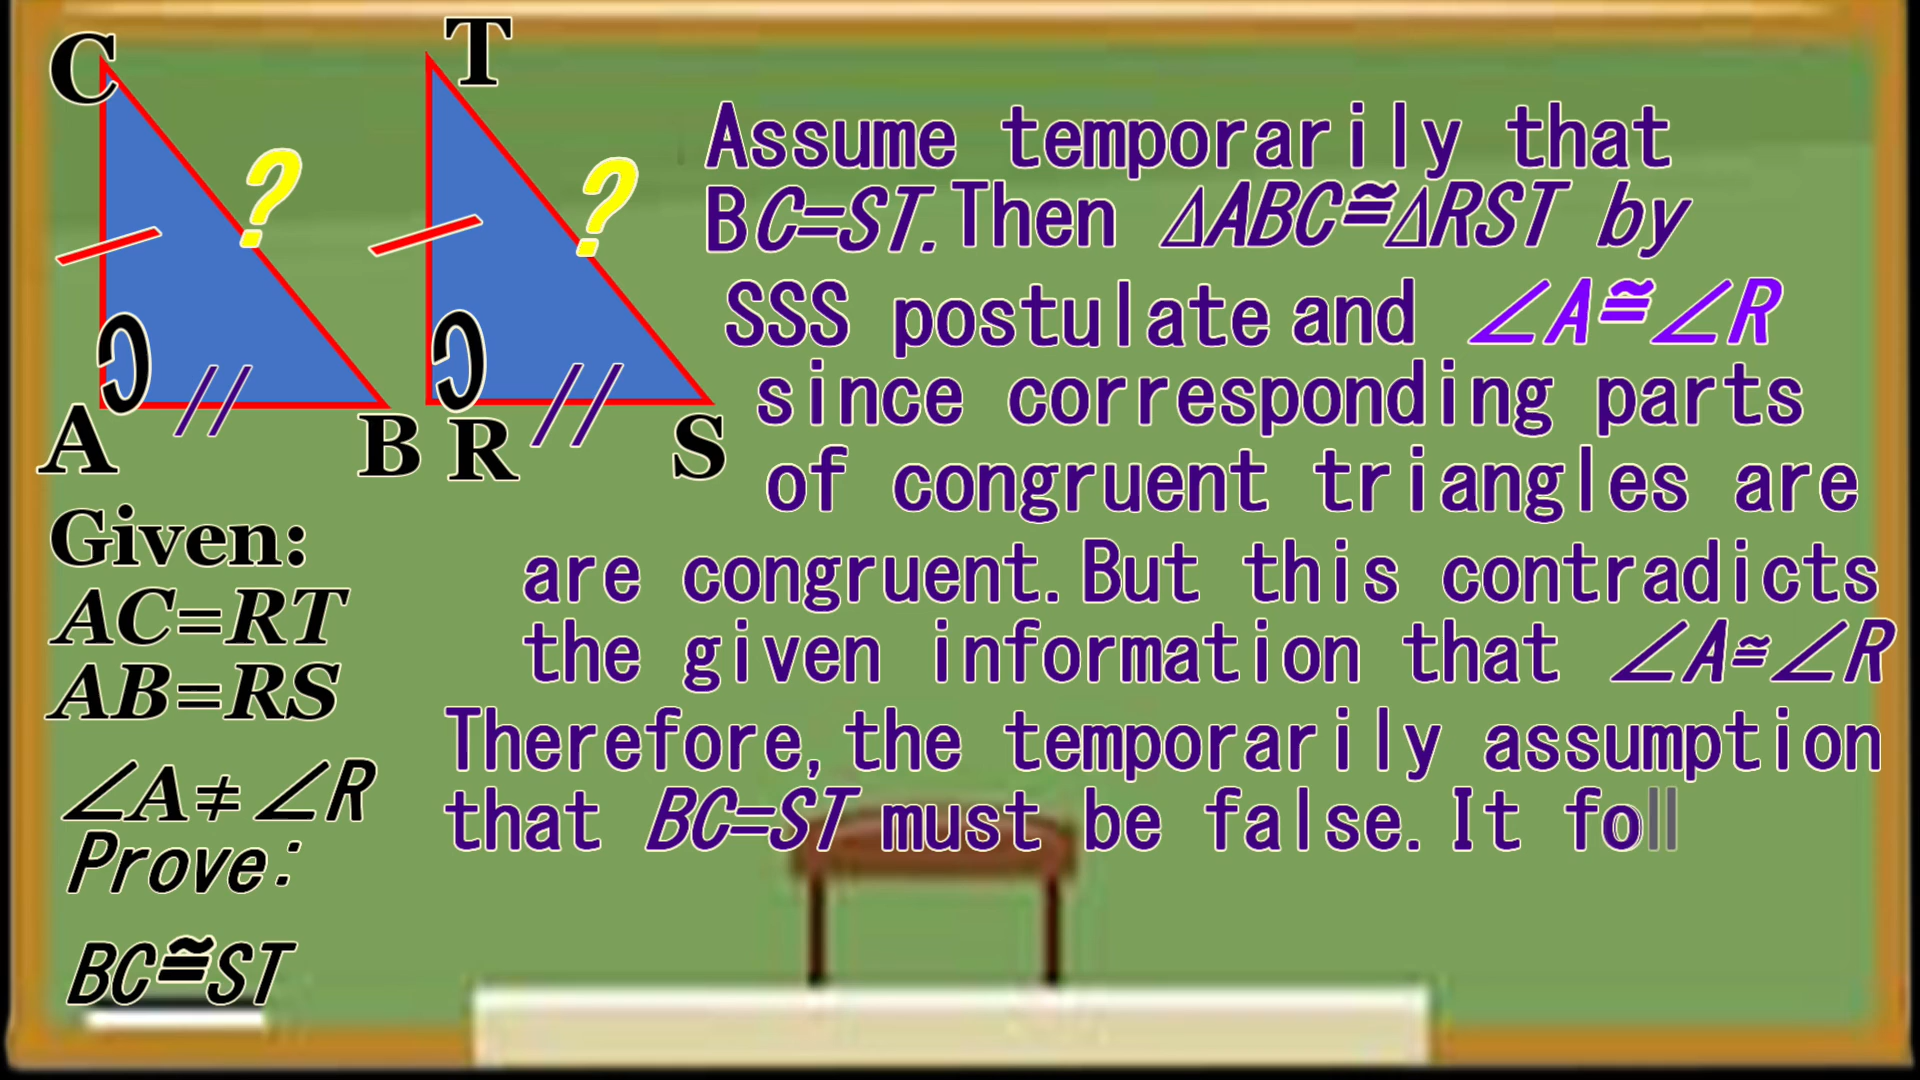 C
T
?
?
A
B
R
S
//
//
Assume temporarily that
BC=ST. Then ΔABC≅ΔRST by
SSS postulate and ∠A≅∠R
since corresponding parts
of congruent triangles are
are congruent. But this contradicts
the given information that ∠A≅∠R
Therefore, the temporarily assumption
that BC=ST must be false. It foll
Given:
AC=RT
AB=RS
∠A≠∠R
Prove:
BC≅ST